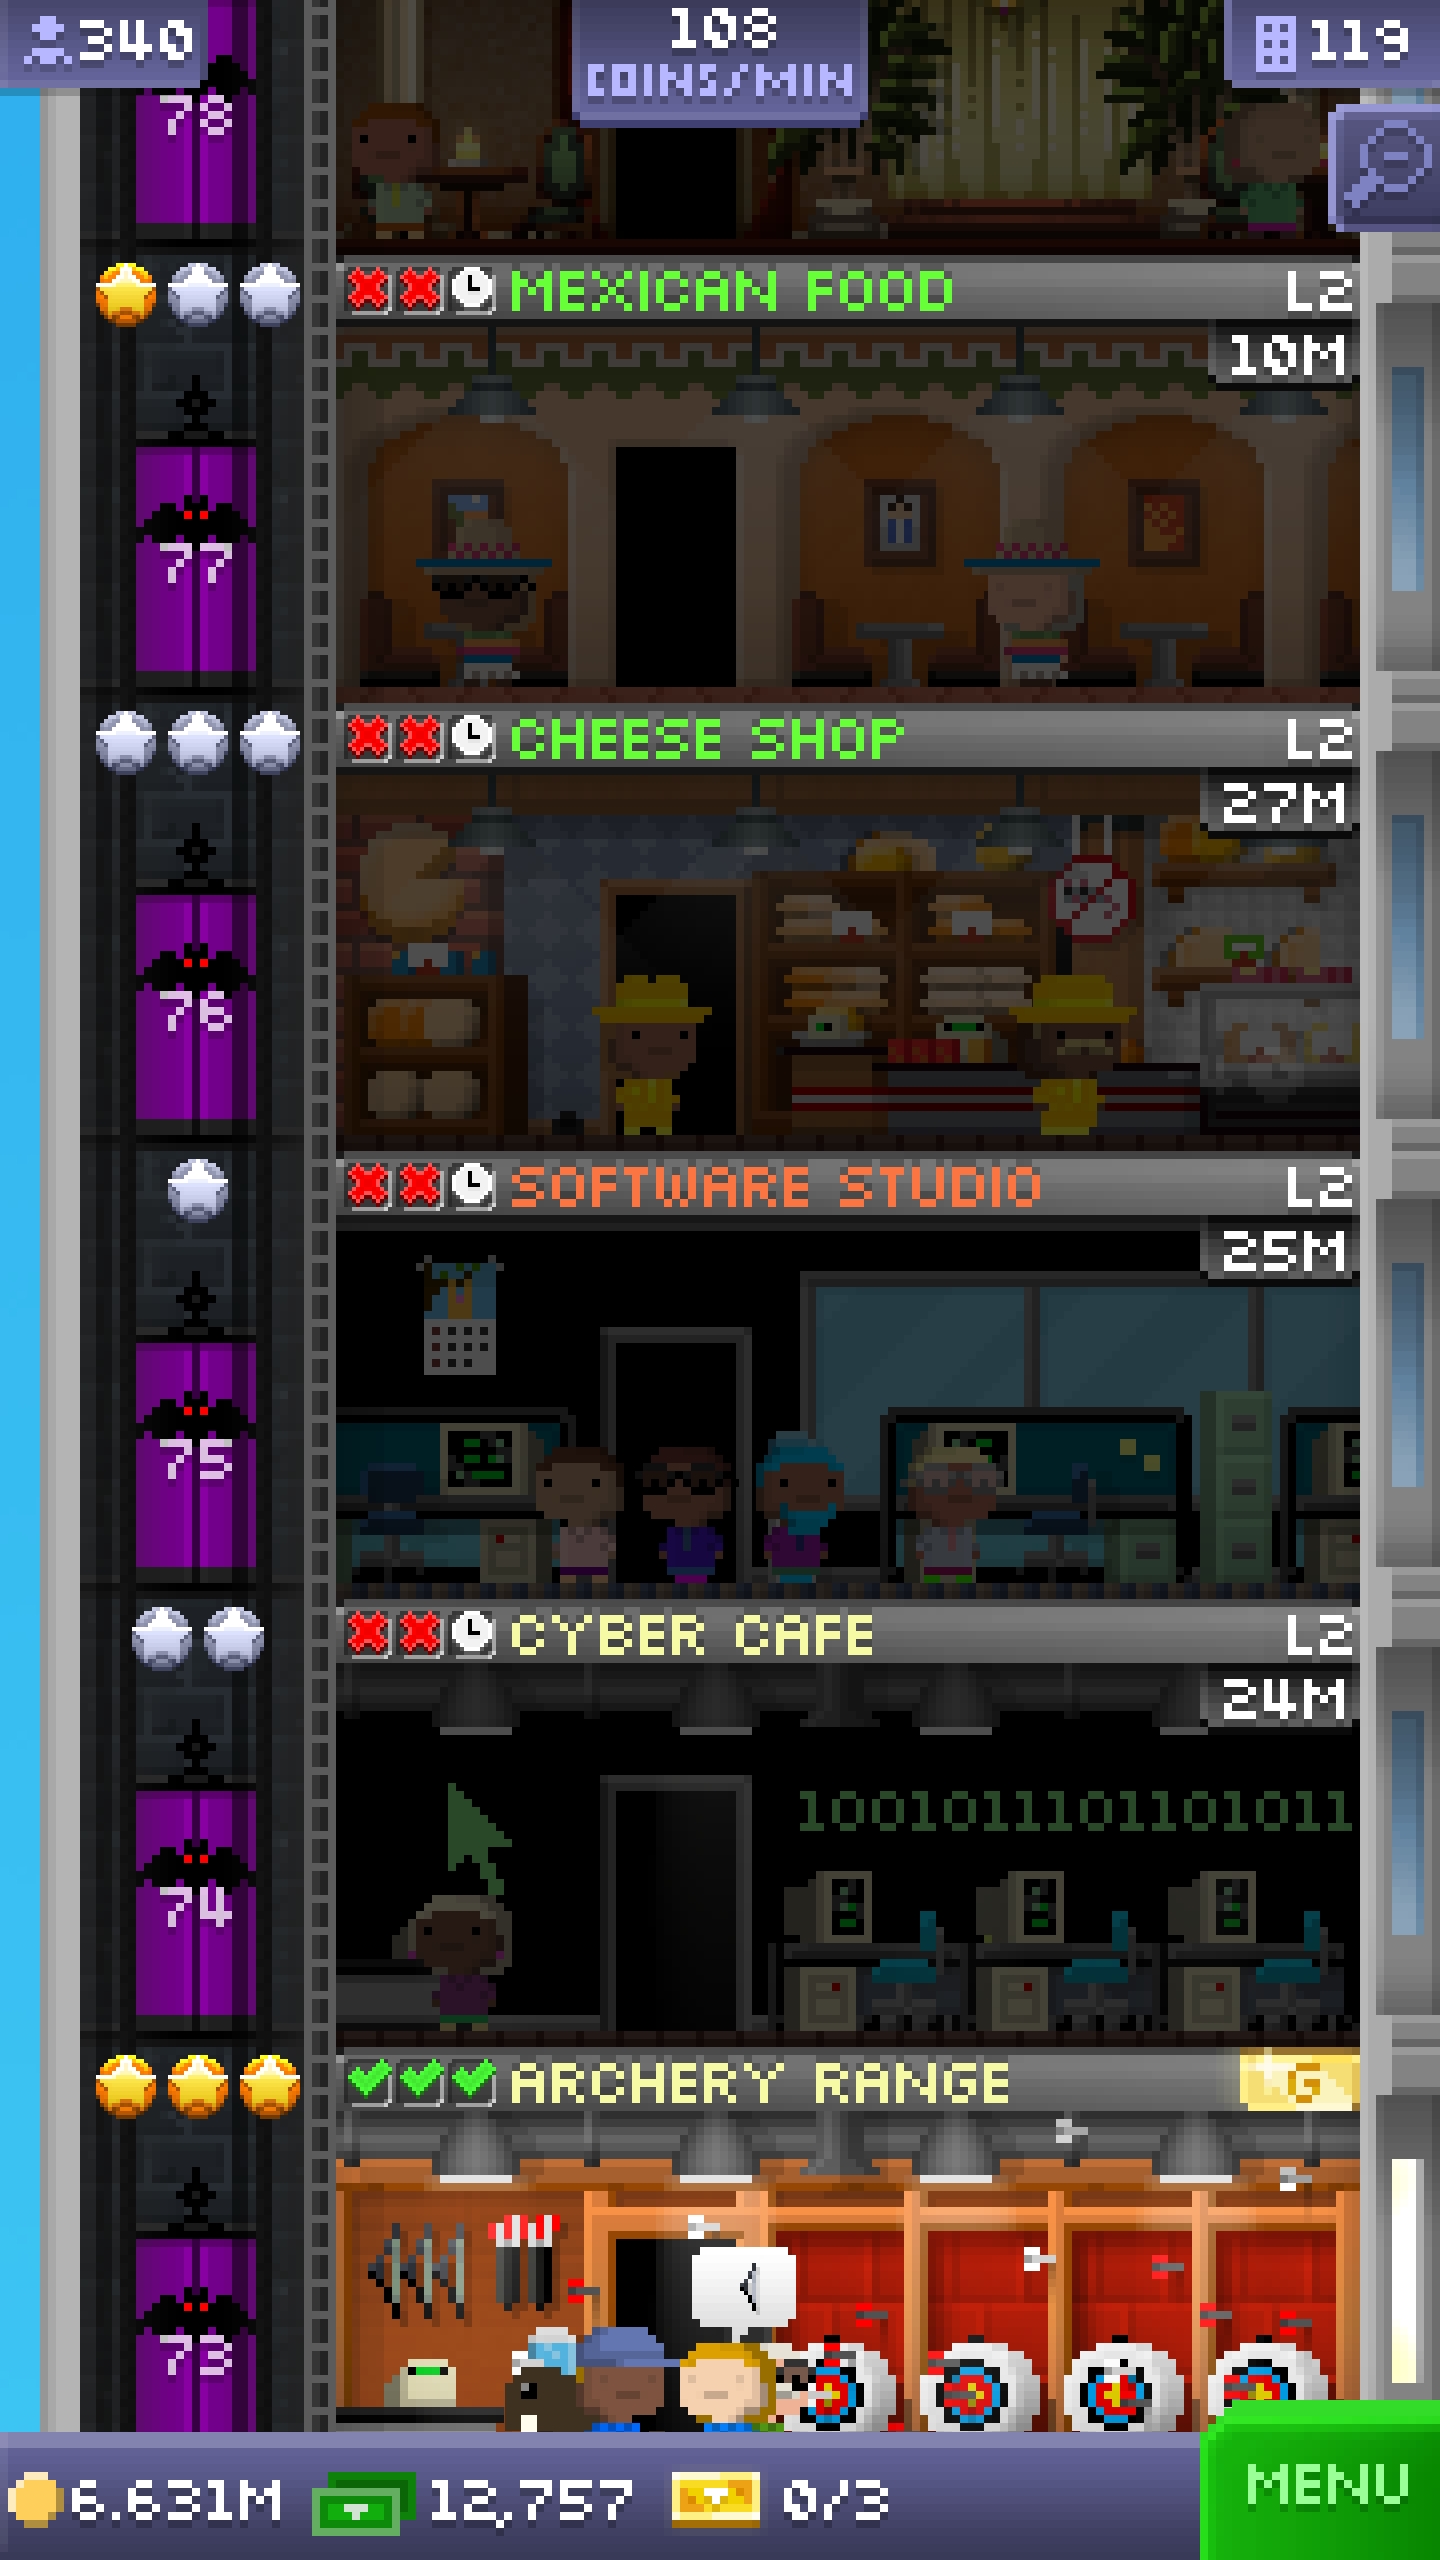 340
108
COINS/MIN
119
78
MEXICAN FOOD L2
10M
77
CHEESE SHOP L2
27M
76
SOFTWARE STUDIO L2
25M
75
CYBER CAFE L2
24M
1001011101101011
74
ARCHERY RANGE G
73
6.631M 12,757 0/3
MENU